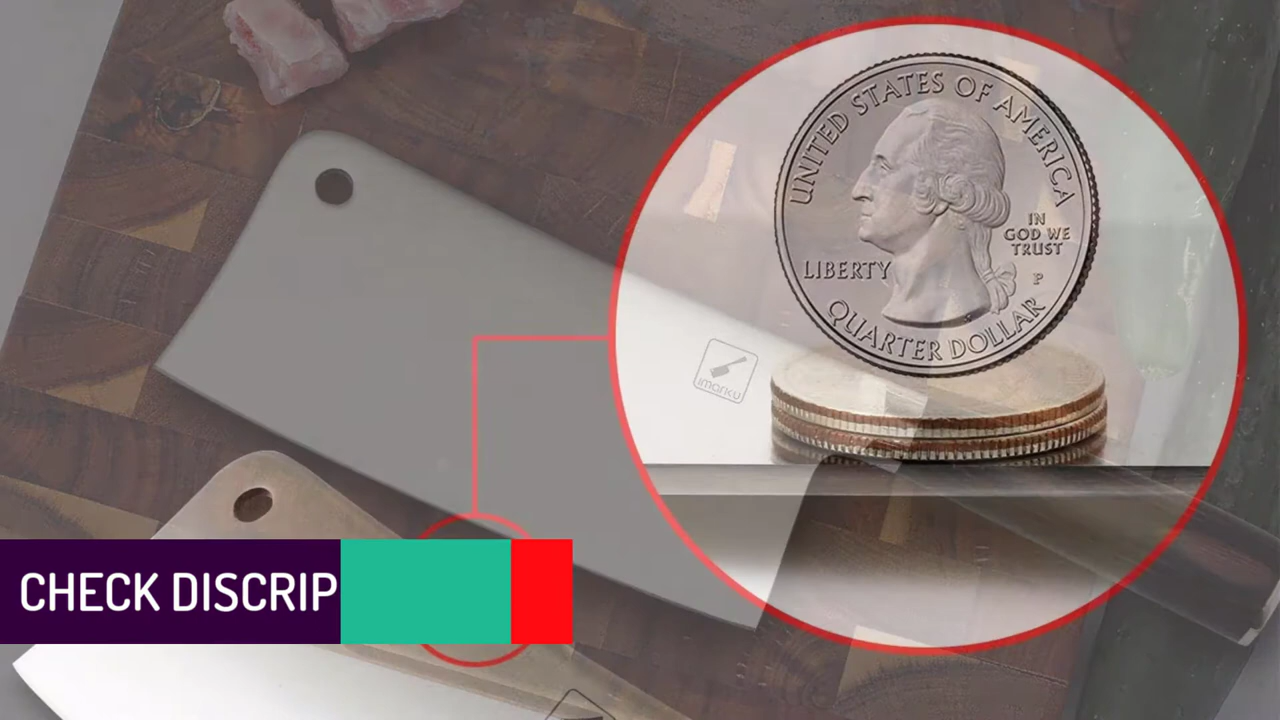 UNITED STATES OF AMERICA
IN
GOD WE
TRUST
LIBERTY
P
QUARTER DOLLAR
imarku
CHECK DISCRIP